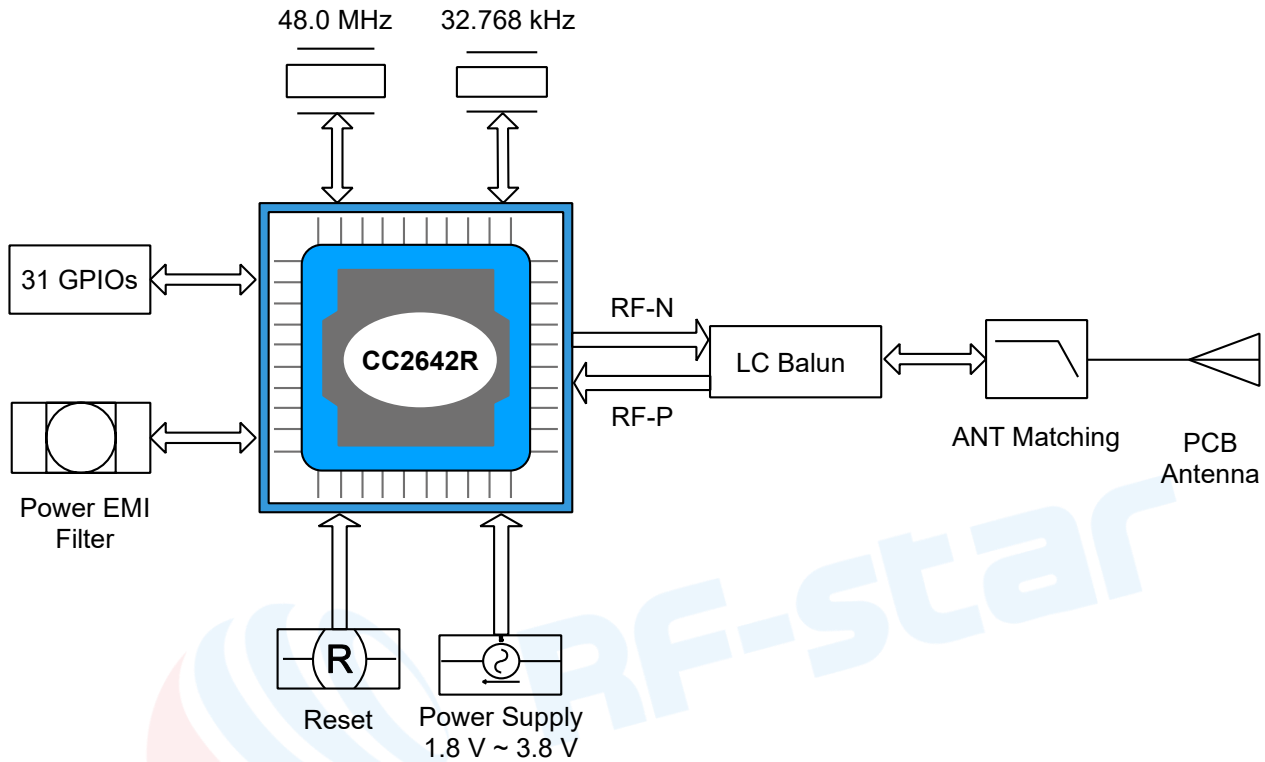 48.0 MHz
32.768 kHz
31 GPIOs
CC2642R
RF-N
LC Balun
RF-P
ANT Matching
PCB
Antenna
Power EMI
Filter
R
Reset
Power Supply
1.8 V ~ 3.8 V
RF-star